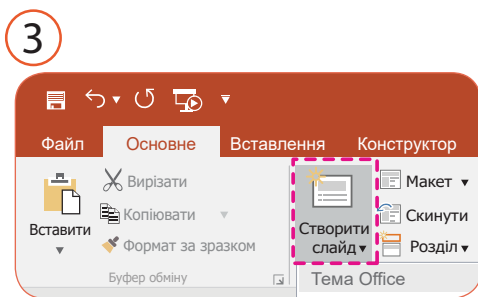 3
Файл Основне Вставлення Конструктор
Вставити
Вирізати
Копіювати
Формат за зразком
Буфер обміну
Створити
слайд
Макет
Скинути
Розділ
Тема Office